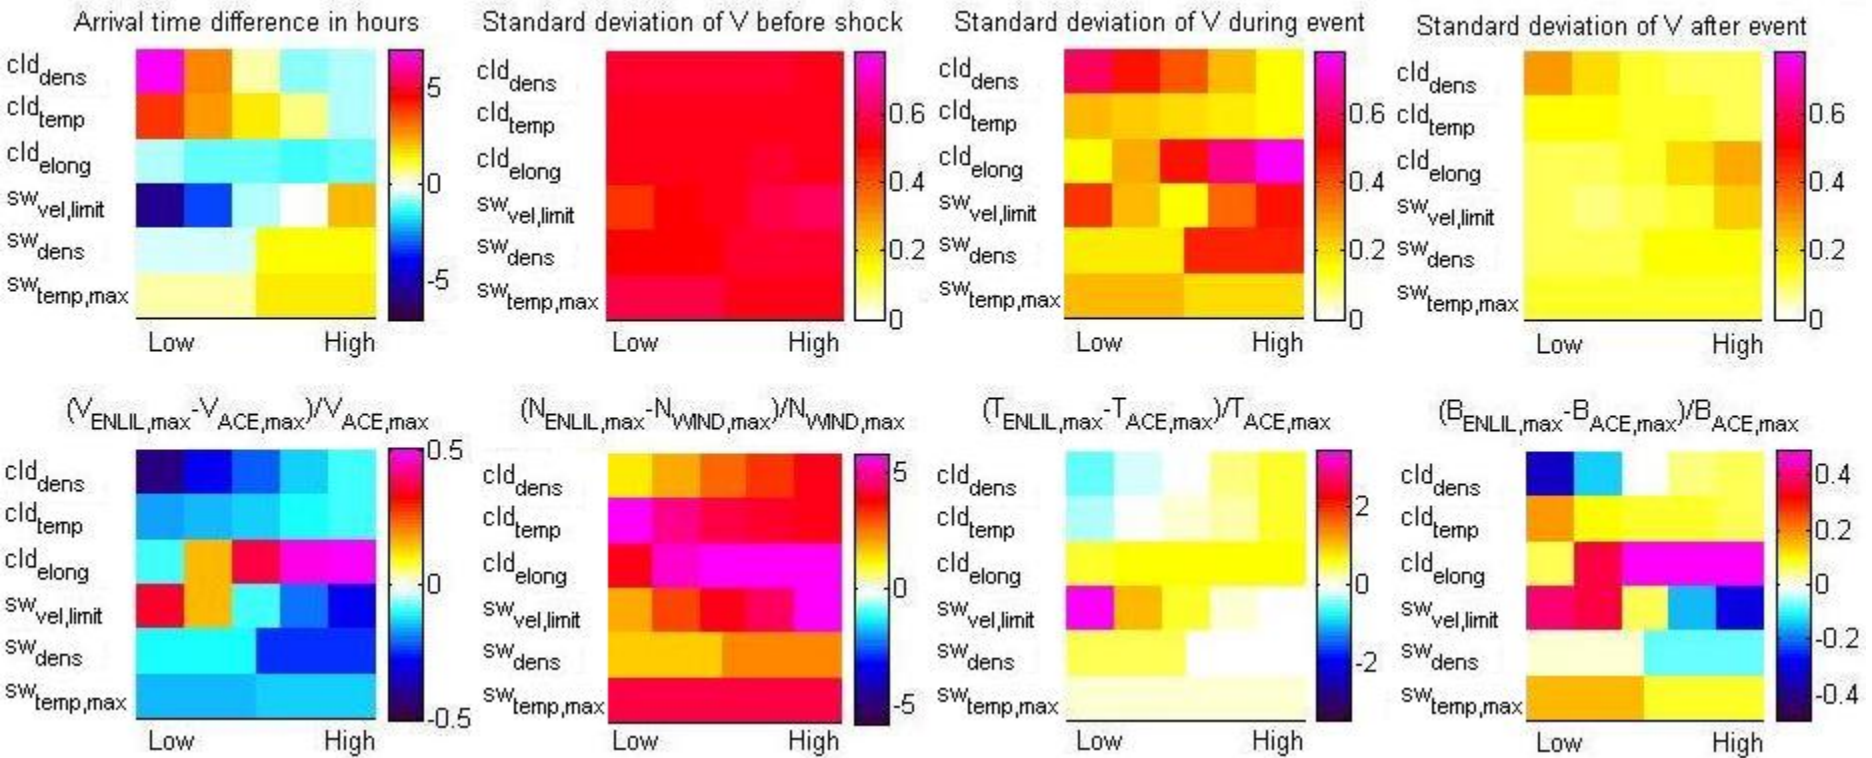 Arrival time difference in hours
cld_dens
cld_temp
cld_elong
sw_vel,limit
sw_dens
sw_temp,max
5
0
-5
Low High
Standard deviation of V before shock
cld_dens
cld_temp
cld_elong
sw_vel,limit
sw_dens
sw_temp,max
0.6
0.4
0.2
0
Low High
Standard deviation of V during event
cld_dens
cld_temp
cld_elong
sw_vel,limit
sw_dens
sw_temp,max
0.6
0.4
0.2
0
Low High
Standard deviation of V after event
cld_dens
cld_temp
cld_elong
sw_vel,limit
sw_dens
sw_temp,max
0.6
0.4
0.2
0
Low High
(V_ENLIL,max-V_ACE,max)/V_ACE,max
cld_dens
cld_temp
cld_elong
sw_vel,limit
sw_dens
sw_temp,max
0.5
0
-0.5
Low High
(N_ENLIL,max-N_WIND,max)/N_WIND,max
cld_dens
cld_temp
cld_elong
sw_vel,limit
sw_dens
sw_temp,max
5
0
-5
Low High
(T_ENLIL,max-T_ACE,max)/T_ACE,max
cld_dens
cld_temp
cld_elong
sw_vel,limit
sw_dens
sw_temp,max
2
0
-2
Low High
(B_ENLIL,max-B_ACE,max)/B_ACE,max
cld_dens
cld_temp
cld_elong
sw_vel,limit
sw_dens
sw_temp,max
0.4
0.2
0
-0.2
-0.4
Low High